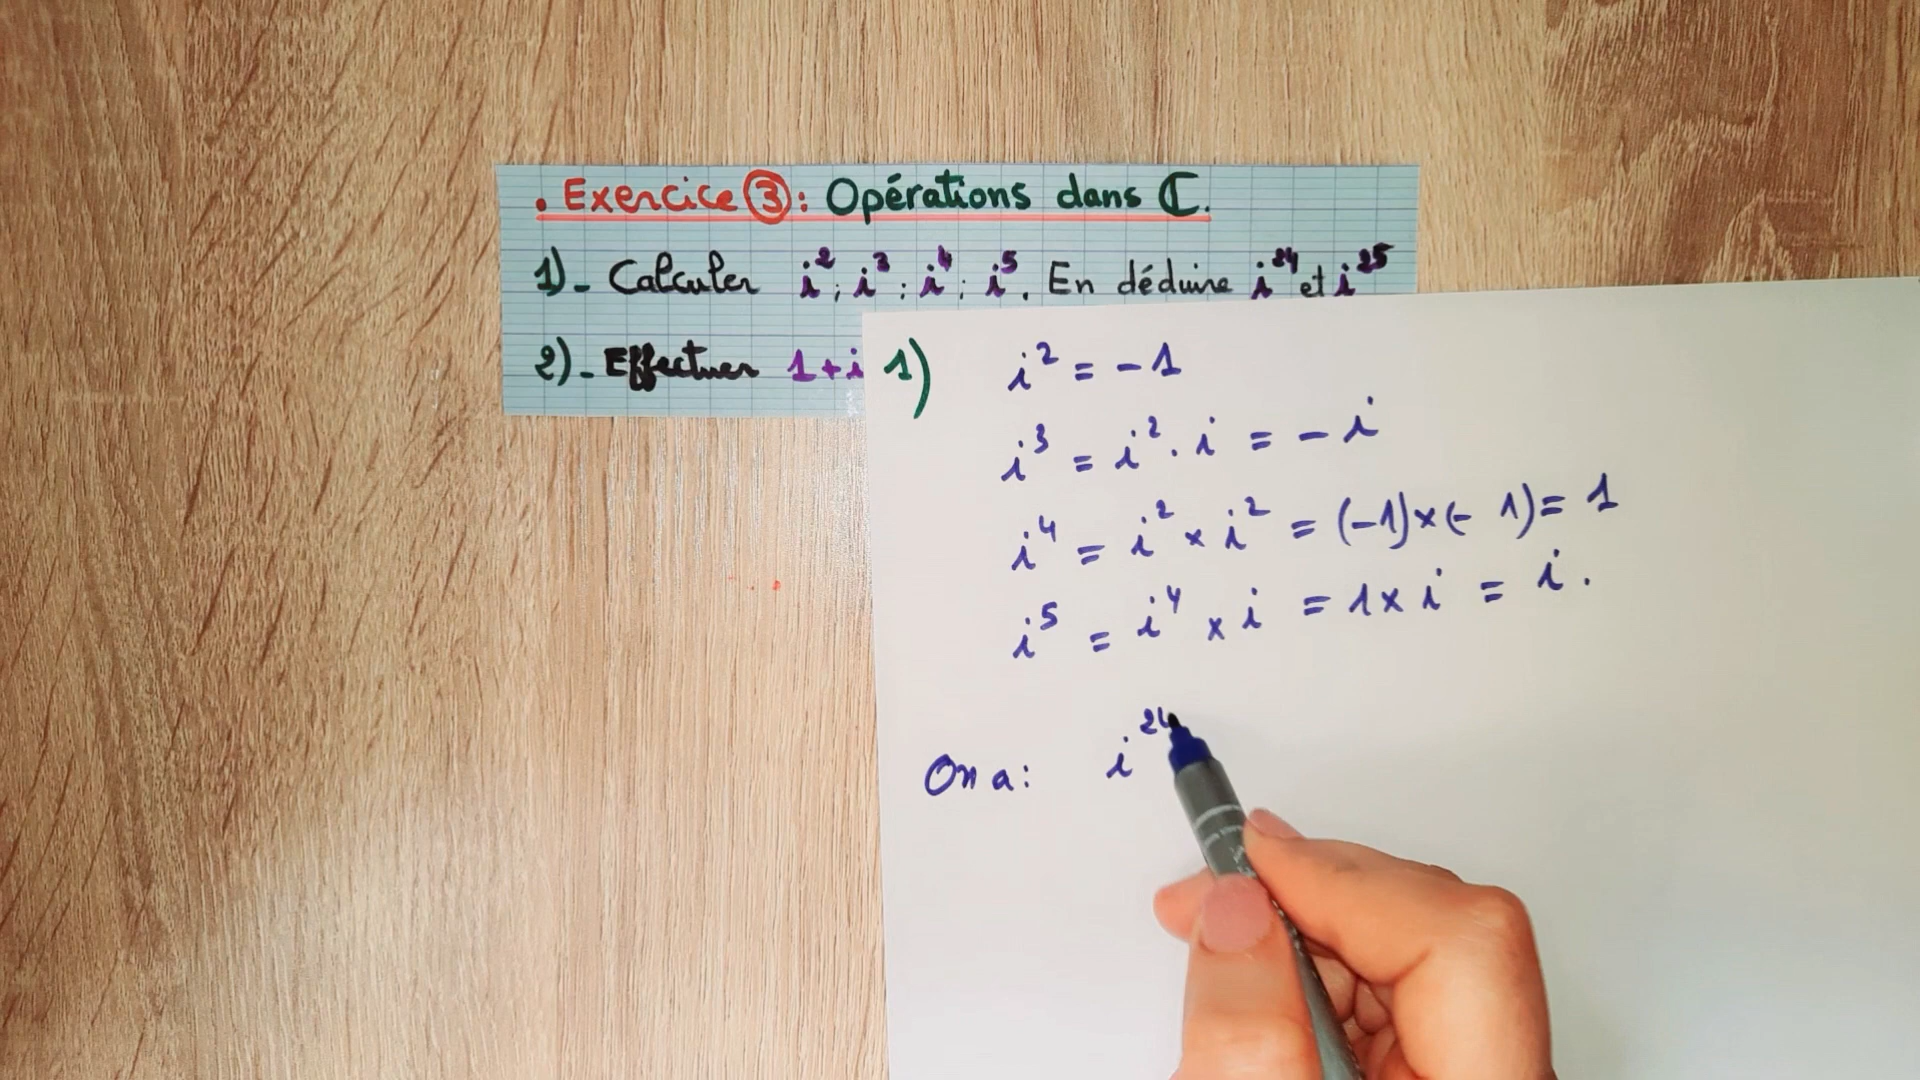 . Exercice ③ : Opérations dans ℂ.
1)_ Calculer i² ; i³ ; i⁴ ; i⁵. En déduire i²⁴ et i²⁵
2)_ Effectuer 1 + i
1) i² = - 1
i³ = i² . i = - i
i⁴ = i² × i² = (-1)×(- 1) = 1
i⁵ = i⁴ × i = 1 × i = i .
On a : i²⁴